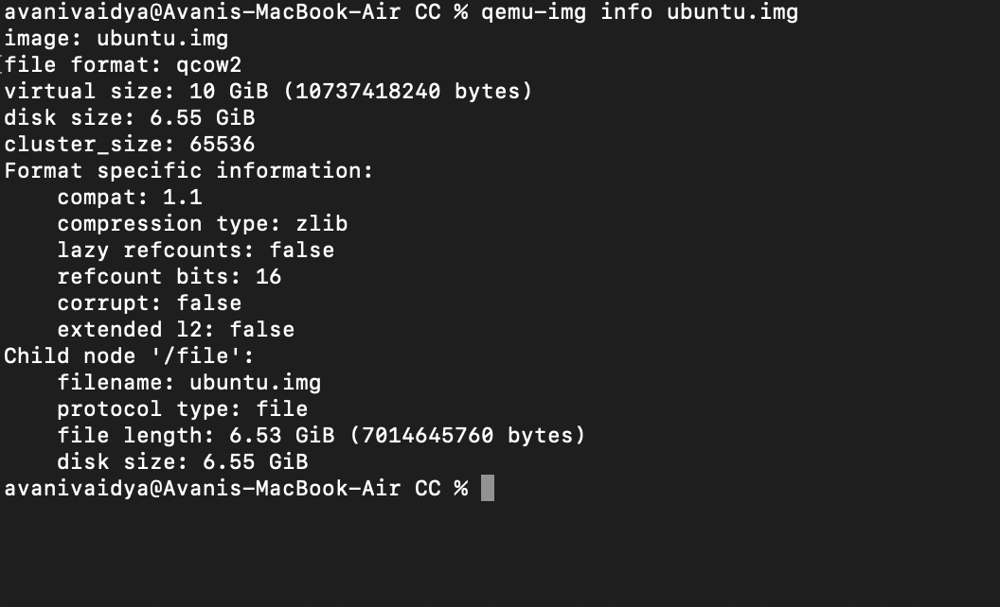 avanivaidya@Avanis-MacBook-Air CC % qemu-img info ubuntu.img
image: ubuntu.img
file format: qcow2
virtual size: 10 GiB (10737418240 bytes)
disk size: 6.55 GiB
cluster_size: 65536
Format specific information:
    compat: 1.1
    compression type: zlib
    lazy refcounts: false
    refcount bits: 16
    corrupt: false
    extended l2: false
Child node '/file':
    filename: ubuntu.img
    protocol type: file
    file length: 6.53 GiB (7014645760 bytes)
    disk size: 6.55 GiB
avanivaidya@Avanis-MacBook-Air CC %